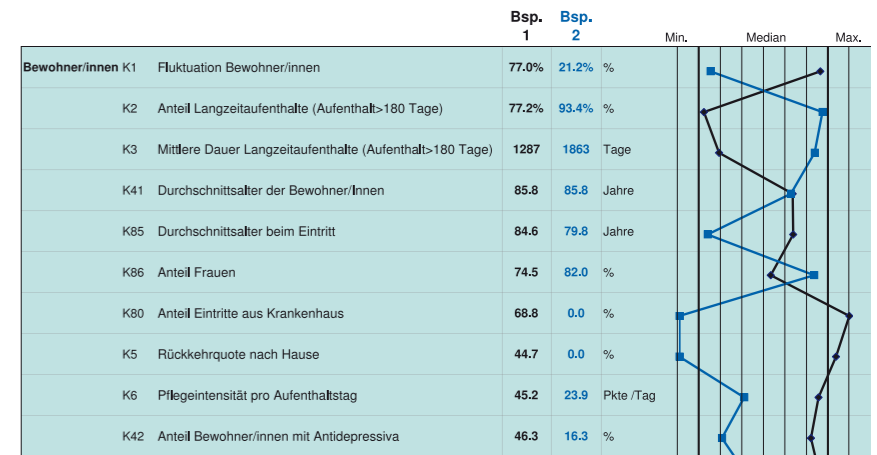 Bsp. Bsp.
1 2 Min. Median Max.
Bewohner/innen K1 Fluktuation Bewohner/innen 77.0% 21.2% %
K2 Anteil Langzeitaufenthalte (Aufenthalt>180 Tage) 77.2% 93.4% %
K3 Mittlere Dauer Langzeitaufenthalte (Aufenthalt>180 Tage) 1287 1863 Tage
K41 Durchschnittsalter der Bewohner/Innen 85.8 85.8 Jahre
K85 Durchschnittsalter beim Eintritt 84.6 79.8 Jahre
K86 Anteil Frauen 74.5 82.0 %
K80 Anteil Eintritte aus Krankenhaus 68.8 0.0 %
K5 Rückkehrquote nach Hause 44.7 0.0 %
K6 Pflegeintensität pro Aufenthaltstag 45.2 23.9 Pkte /Tag
K42 Anteil Bewohner/innen mit Antidepressiva 46.3 16.3 %